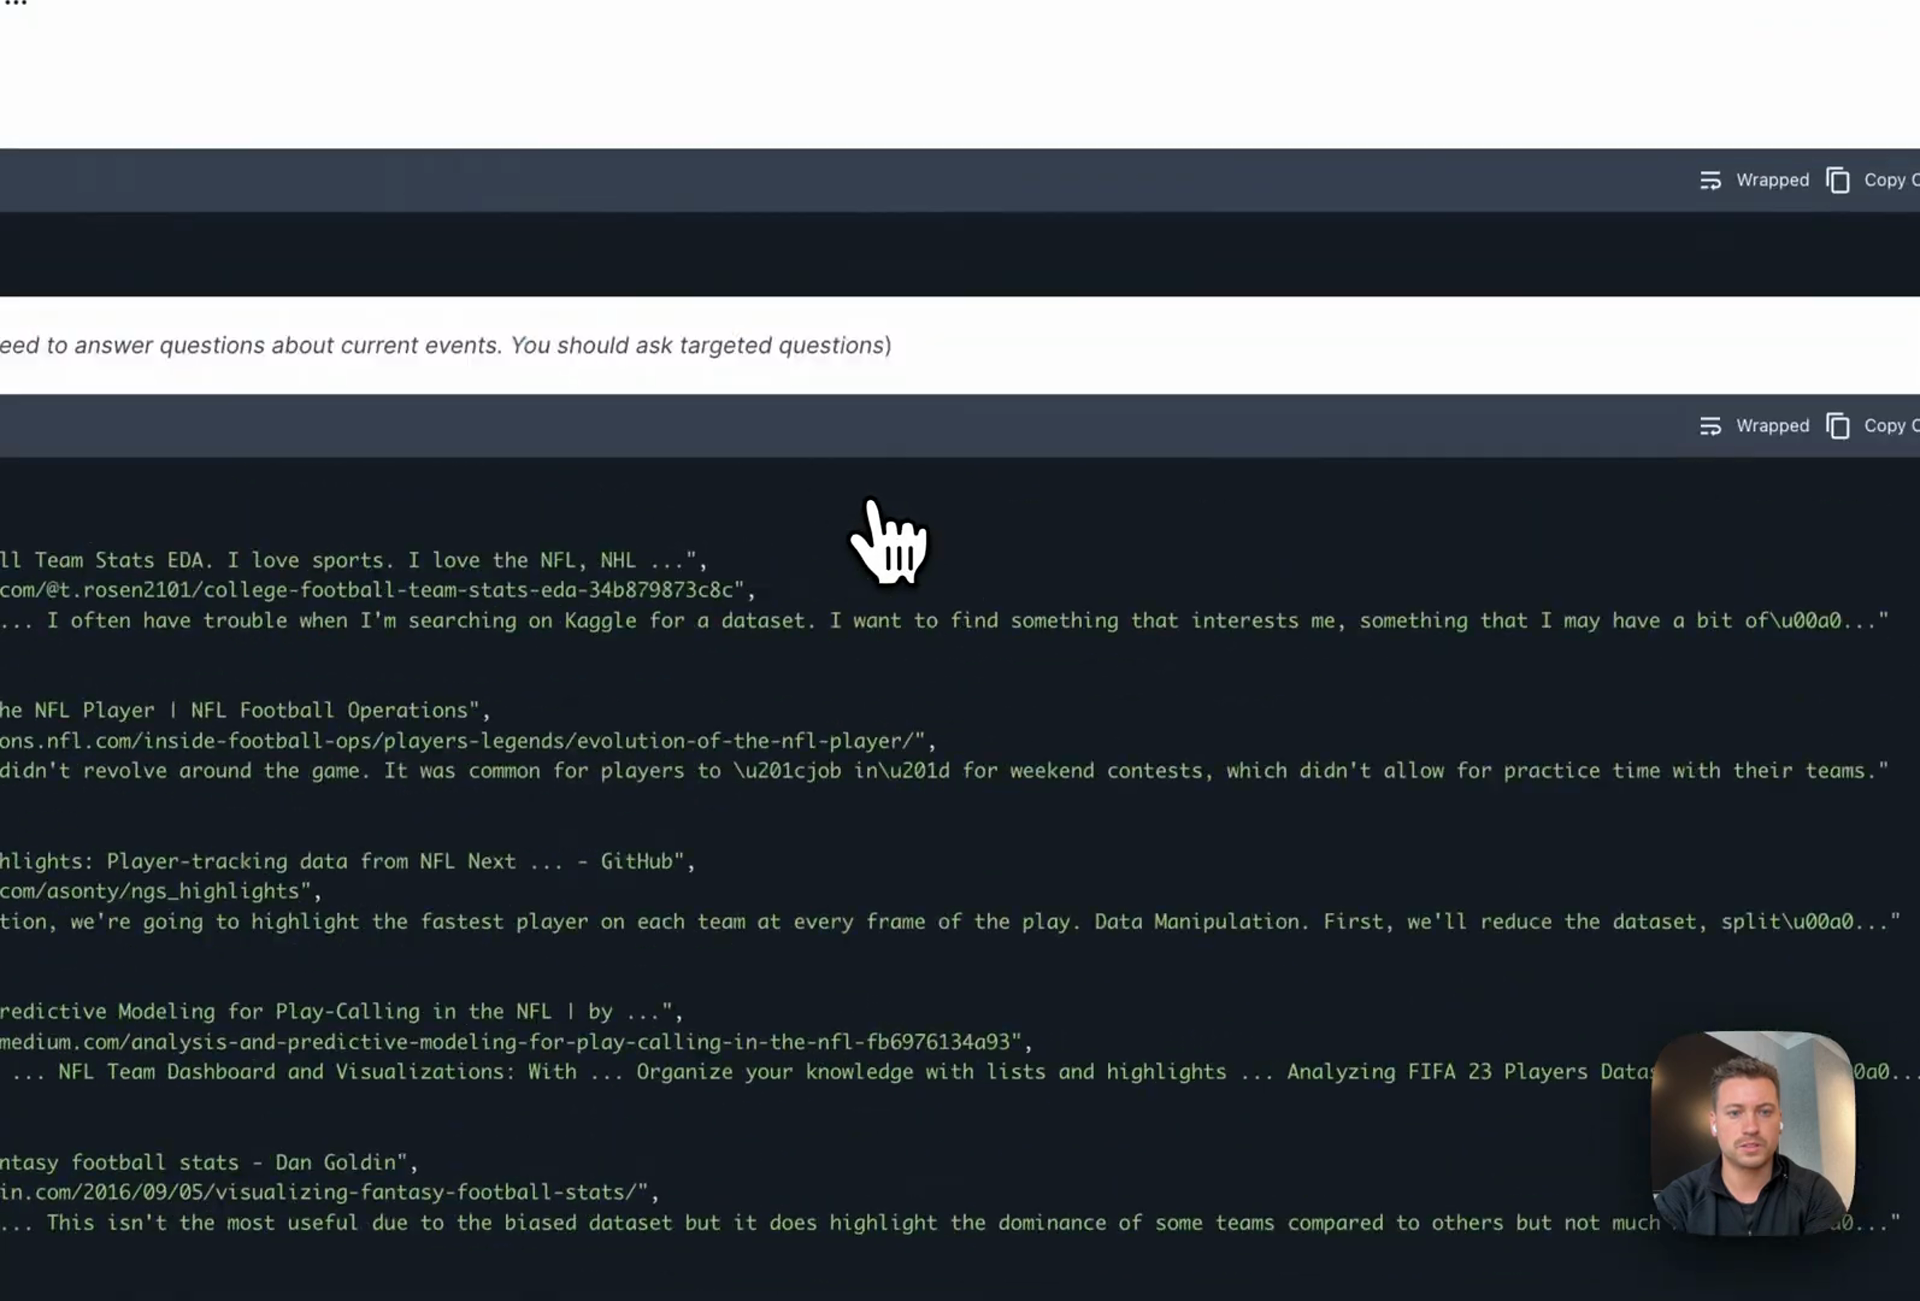 ...
Wrapped Copy
eed to answer questions about current events. You should ask targeted questions)
Wrapped Copy
ll Team Stats EDA. I love sports. I love the NFL, NHL ...",
com/@t.rosen2101/college-football-team-stats-eda-34b879873c8c",
... I often have trouble when I'm searching on Kaggle for a dataset. I want to find something that interests me, something that I may have a bit of\u00a0..."
he NFL Player | NFL Football Operations",
ons.nfl.com/inside-football-ops/players-legends/evolution-of-the-nfl-player/",
didn't revolve around the game. It was common for players to \u201cjob in\u201d for weekend contests, which didn't allow for practice time with their teams."
hlights: Player-tracking data from NFL Next ... - GitHub",
com/asonty/ngs_highlights",
tion, we're going to highlight the fastest player on each team at every frame of the play. Data Manipulation. First, we'll reduce the dataset, split\u00a0..."
redictive Modeling for Play-Calling in the NFL | by ...",
medium.com/analysis-and-predictive-modeling-for-play-calling-in-the-nfl-fb6976134a93",
... NFL Team Dashboard and Visualizations: With ... Organize your knowledge with lists and highlights ... Analyzing FIFA 23 Players Datas 0a0...
ntasy football stats - Dan Goldin",
in.com/2016/09/05/visualizing-fantasy-football-stats/",
... This isn't the most useful due to the biased dataset but it does highlight the dominance of some teams compared to others but not much a0..."